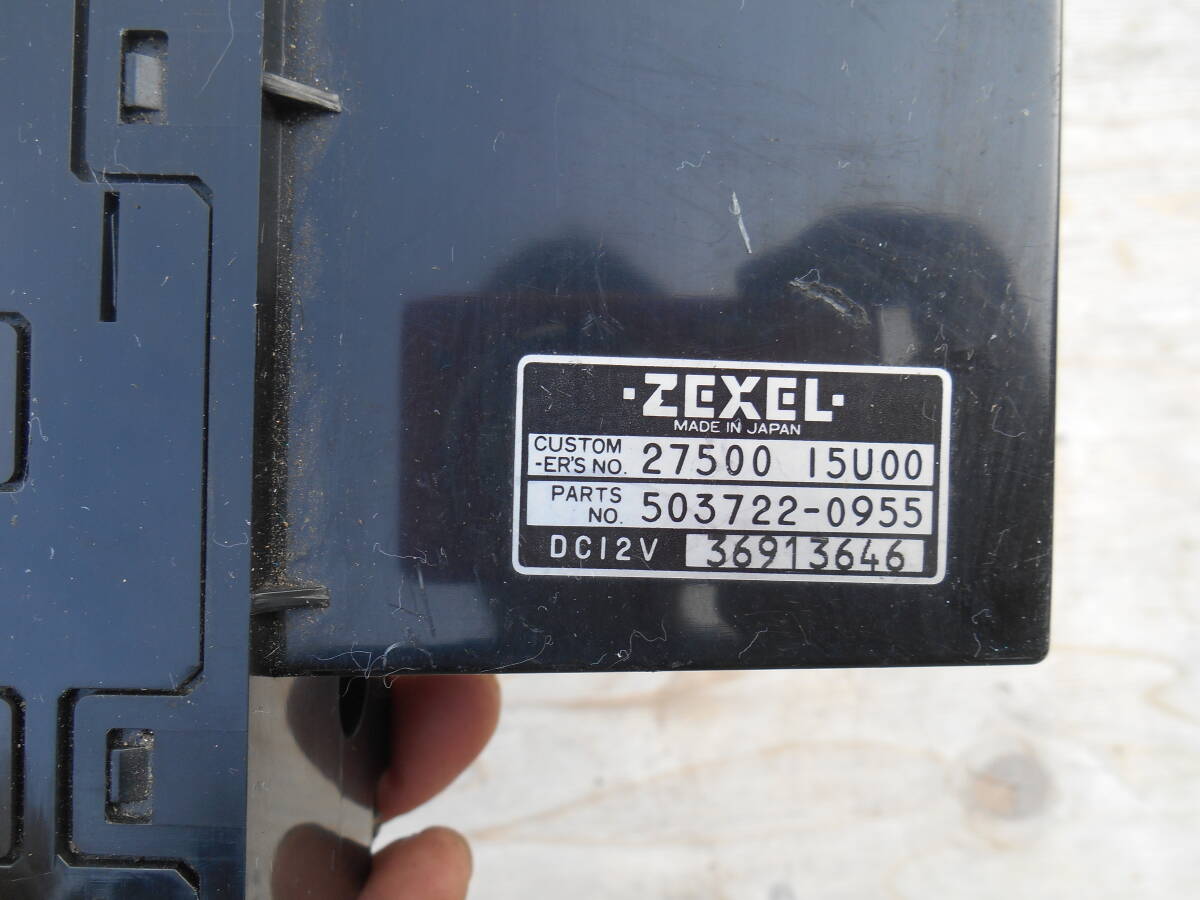 ·ZEXEL·
MADE IN JAPAN
CUSTOM
-ER'S NO. 27500 15U00
PARTS
NO. 503722-0955
DC12V 36913646